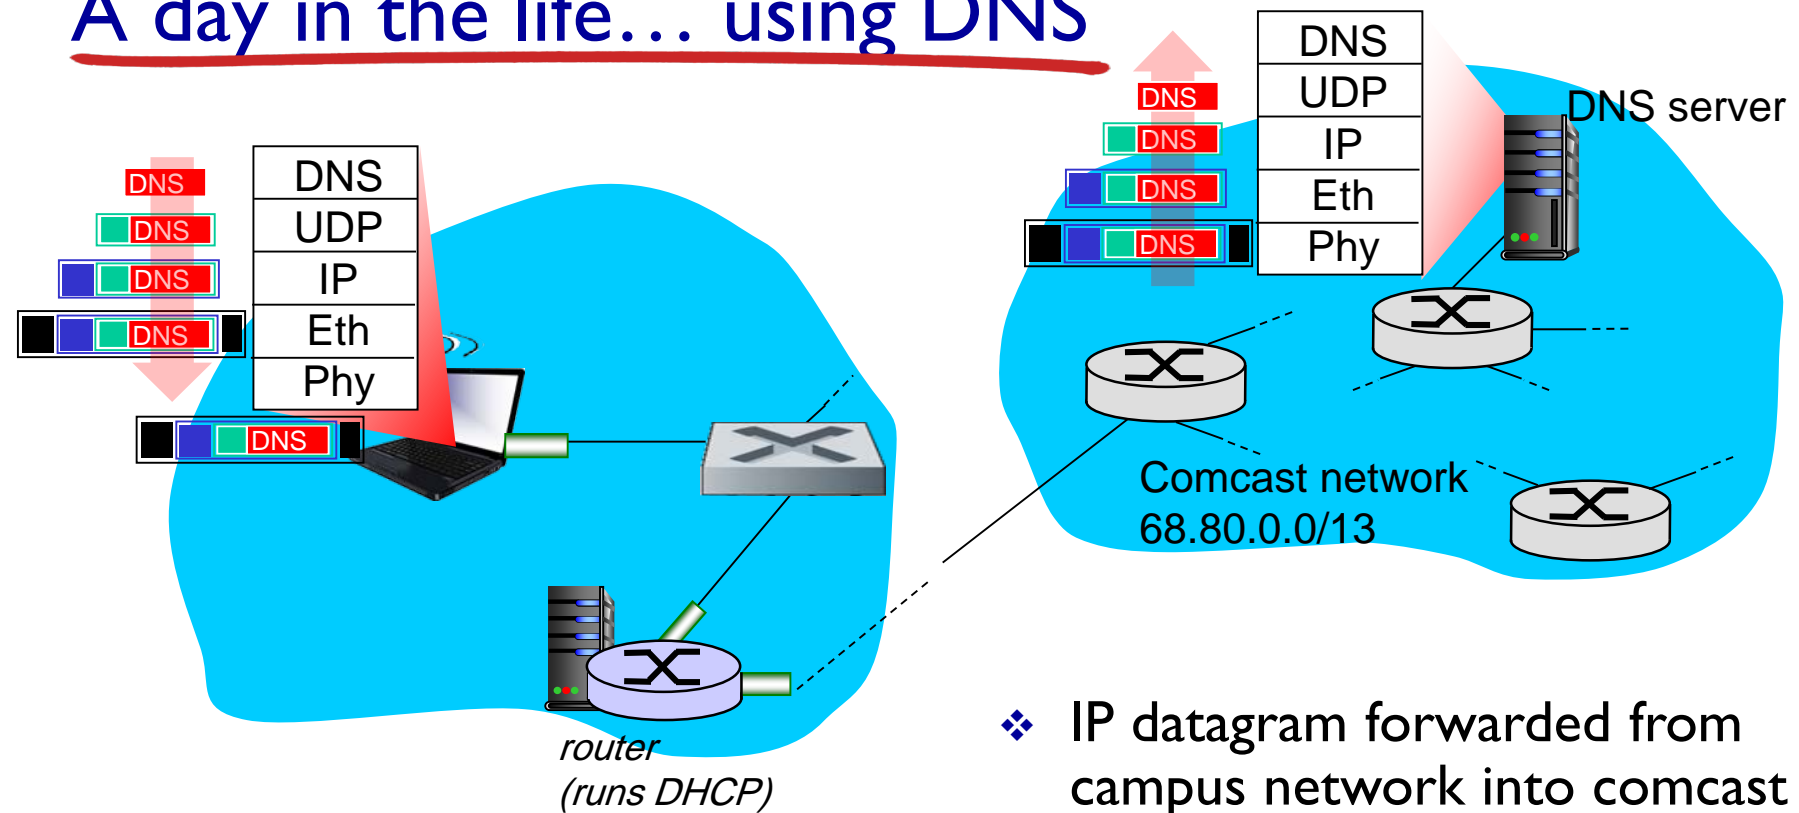 A day in the life… using DNS
DNS
DNS
DNS
DNS
DNS
DNS
UDP
IP
Eth
Phy
DNS
DNS
DNS
DNS
DNS
UDP
IP
Eth
Phy
DNS server
Comcast network
68.80.0.0/13
router
(runs DHCP)
❖ IP datagram forwarded from
campus network into comcast